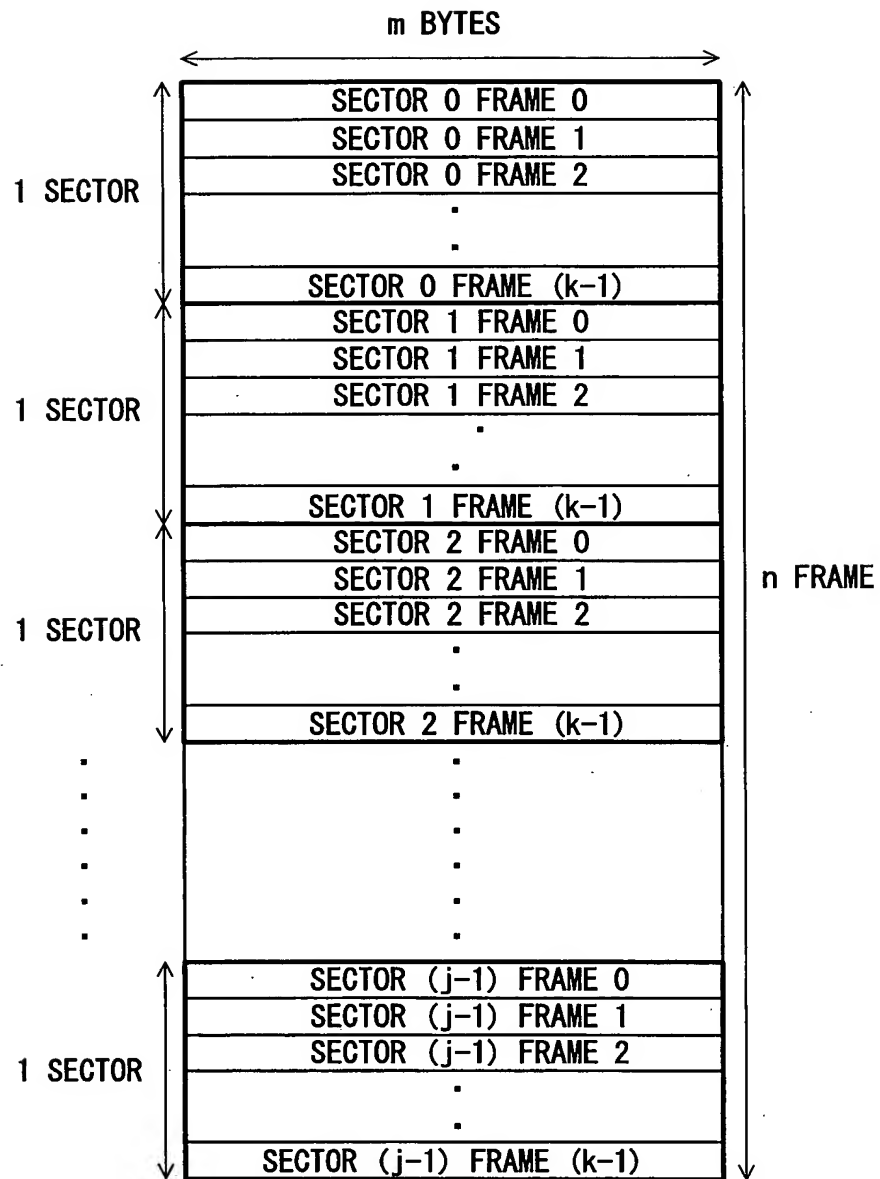 m BYTES
SECTOR 0 FRAME 0
SECTOR 0 FRAME 1
SECTOR 0 FRAME 2
1 SECTOR
SECTOR 0 FRAME (k-1)
SECTOR 1 FRAME 0
SECTOR 1 FRAME 1
SECTOR 1 FRAME 2
1 SECTOR
SECTOR 1 FRAME (k-1)
SECTOR 2 FRAME 0
SECTOR 2 FRAME 1
n FRAME
SECTOR 2 FRAME 2
1 SECTOR
SECTOR 2 FRAME (k-1)
SECTOR (j-1) FRAME 0
SECTOR (j-1) FRAME 1
SECTOR (j-1) FRAME 2
1 SECTOR
SECTOR (j-1) FRAME (k-1)